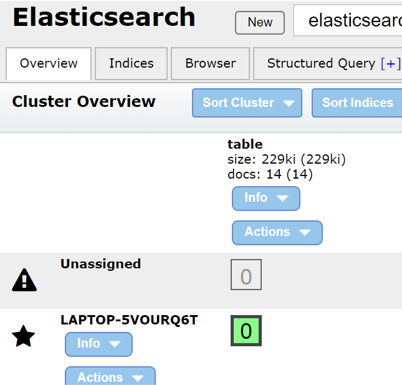 Elasticsearch
New
elasticsearc
Overview
Indices
Browser
Structured Query [+]
Cluster Overview
Sort Cluster
Sort Indices
table
size: 229ki (229ki)
docs: 14 (14)
Info
Actions
Unassigned
0
LAPTOP-5VOURQ6T
0
Info
Actions